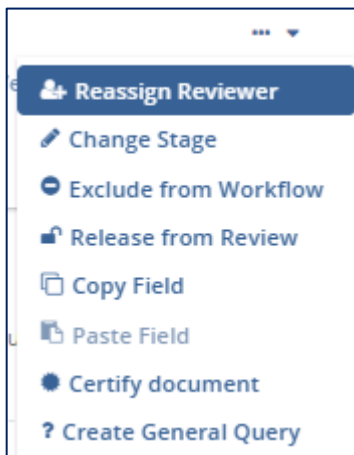 Reassign Reviewer
Change Stage
Exclude from Workflow
Release from Review
Copy Field
Paste Field
Certify document
? Create General Query